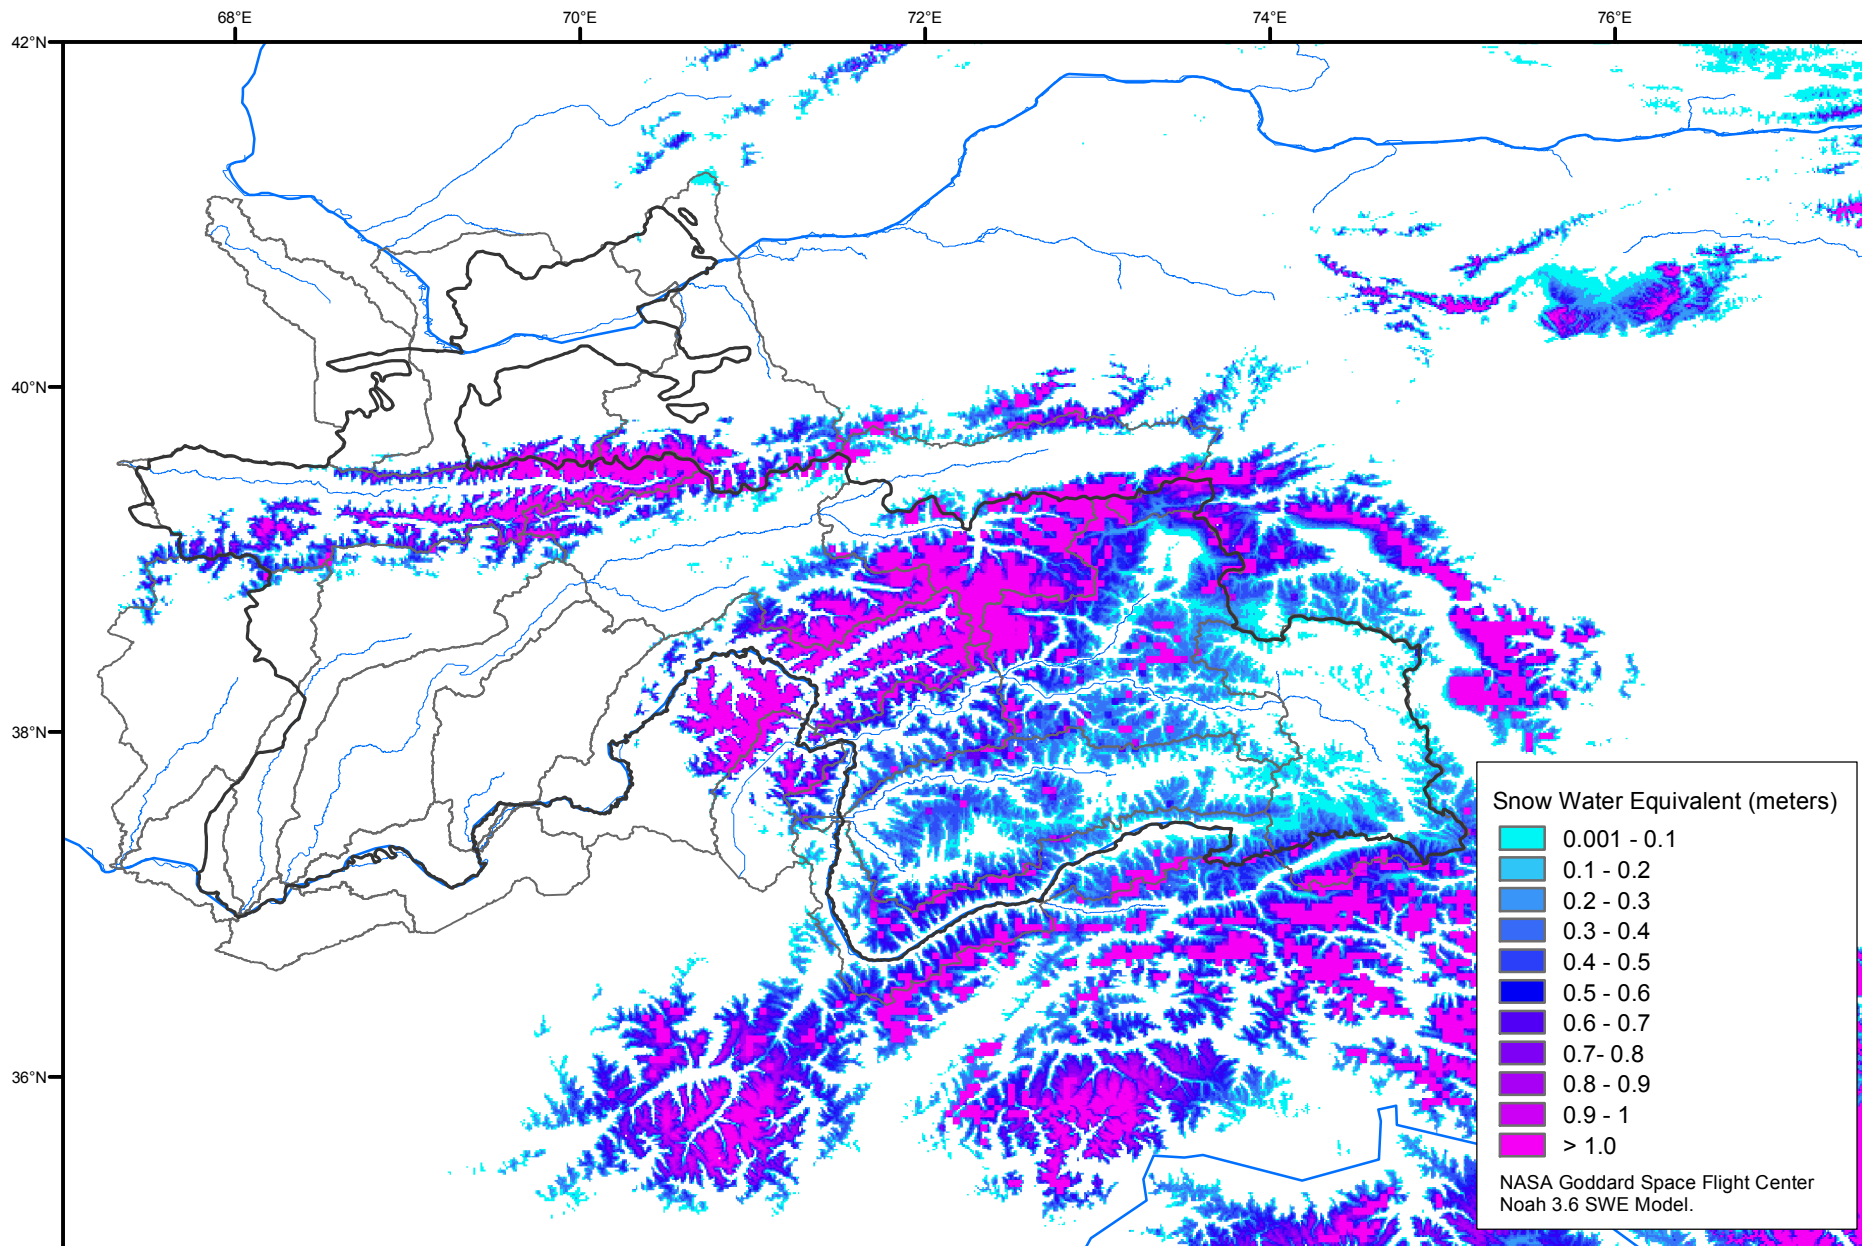 68°E 70°E 72°E 74°E 76°E
42°N
40°N
38°N
36°N
Snow Water Equivalent (meters)
0.001 - 0.1
0.1 - 0.2
0.2 - 0.3
0.3 - 0.4
0.4 - 0.5
0.5 - 0.6
0.6 - 0.7
0.7- 0.8
0.8 - 0.9
0.9 - 1
> 1.0
NASA Goddard Space Flight Center
Noah 3.6 SWE Model.